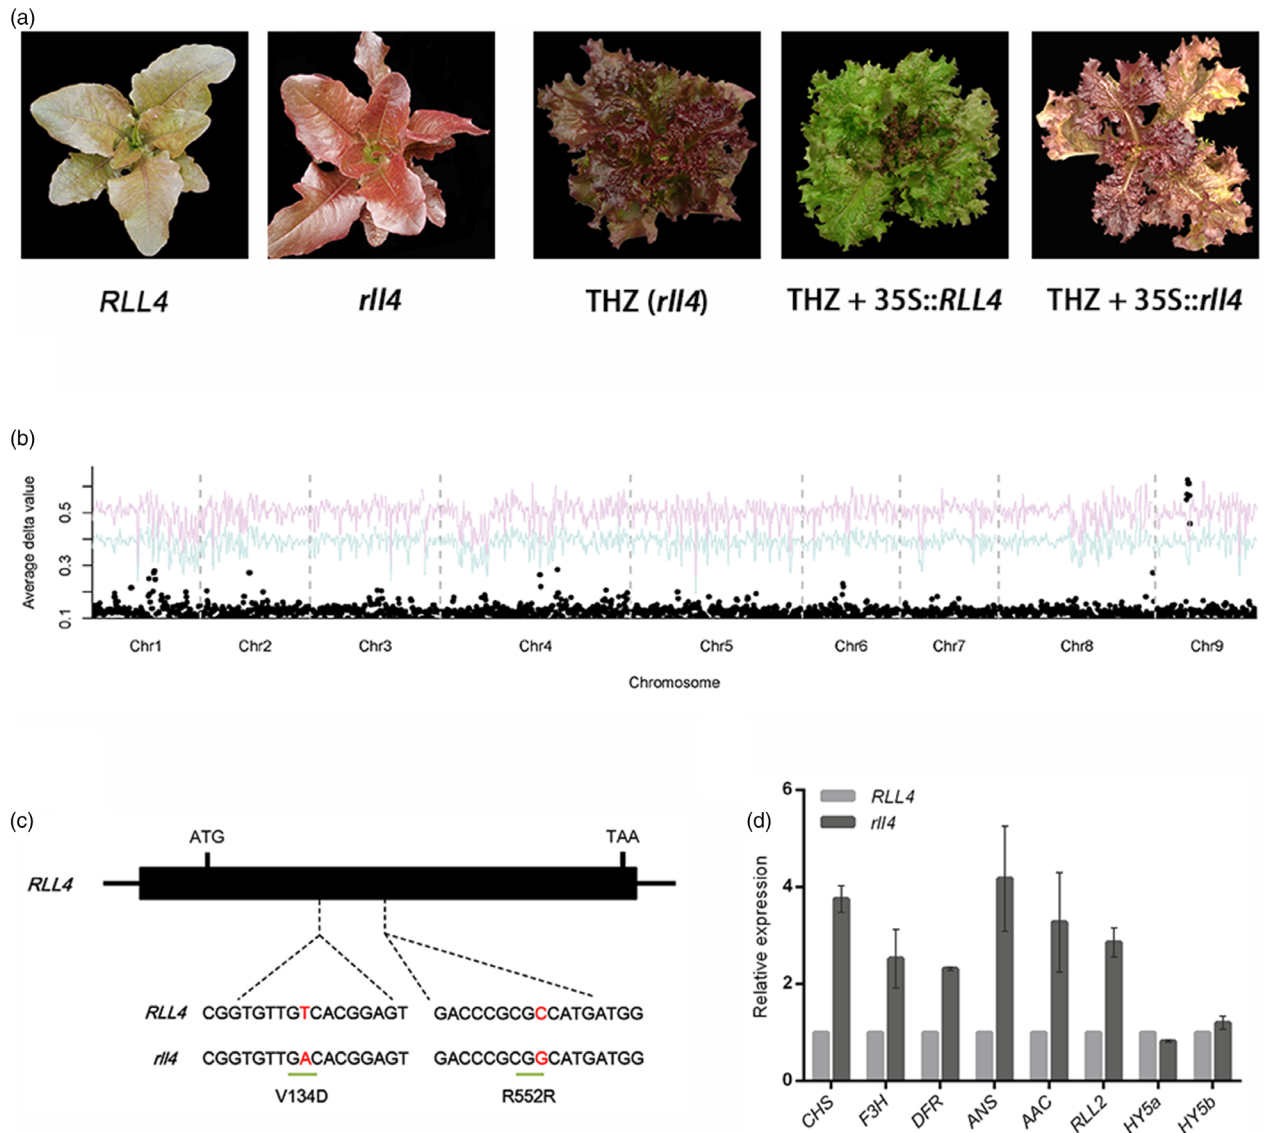 (a)
RLL4 rll4 THZ (rll4) THZ + 35S::RLL4 THZ + 35S::rll4
(b)
Average delta value
0.5
0.3
0.1
Chr1 Chr2 Chr3 Chr4 Chr5 Chr6 Chr7 Chr8 Chr9
Chromosome
(c)
ATG TAA
RLL4
RLL4 CGGTGTTGTCACGGAGT GACCCGCGCCATGATGG
rll4 CGGTGTTGACACGGAGT GACCCGCGGCATGATGG
V134D R552R
(d)
RLL4
rll4
Relative expression
6
4
2
0
CHS F3H DFR ANS AAC RLL2 HY5a HY5b